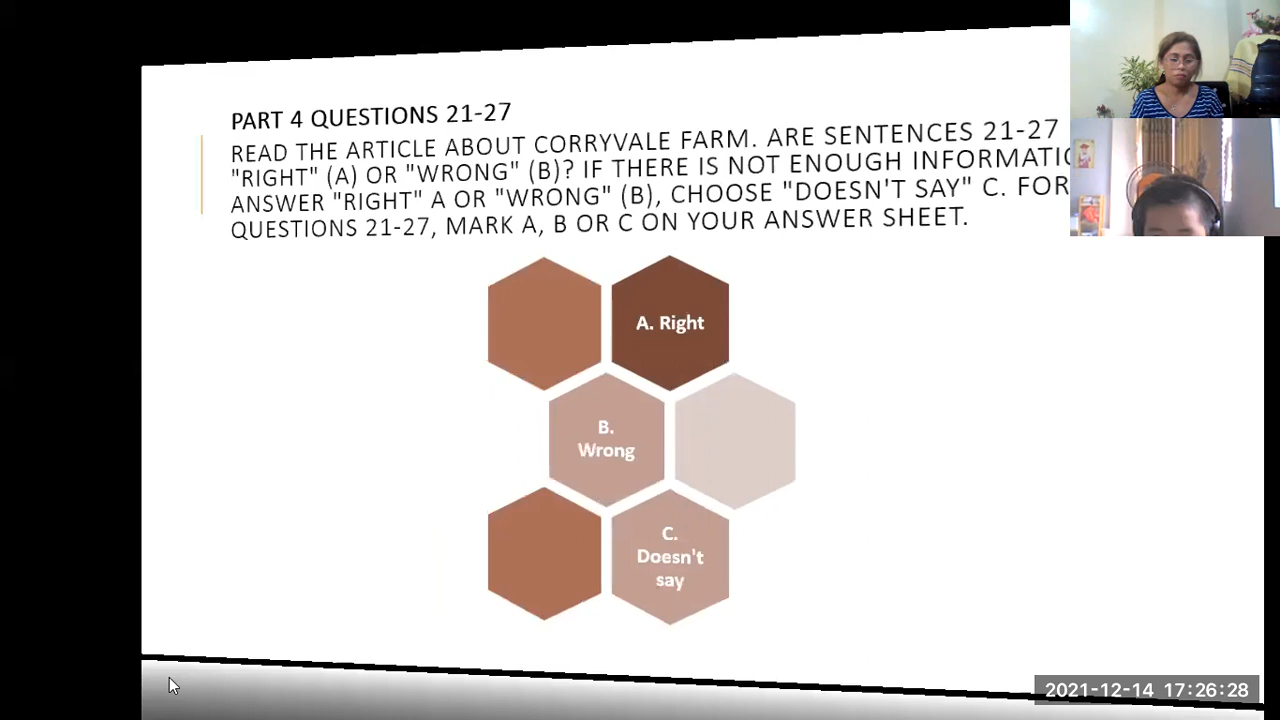 PART 4 QUESTIONS 21-27
READ THE ARTICLE ABOUT CORRYVALE FARM. ARE SENTENCES 21-27
"RIGHT" (A) OR "WRONG" (B)? IF THERE IS NOT ENOUGH
ANSWER "RIGHT" A OR "WRONG" (B), CHOOSE "DOESN'T SAY" C. FOR
QUESTIONS 21-27, MARK A, B OR C ON YOUR ANSWER SHEET.
A. Right
B.
Wrong
C.
Doesn't
say
2021-12-14 17:26:28